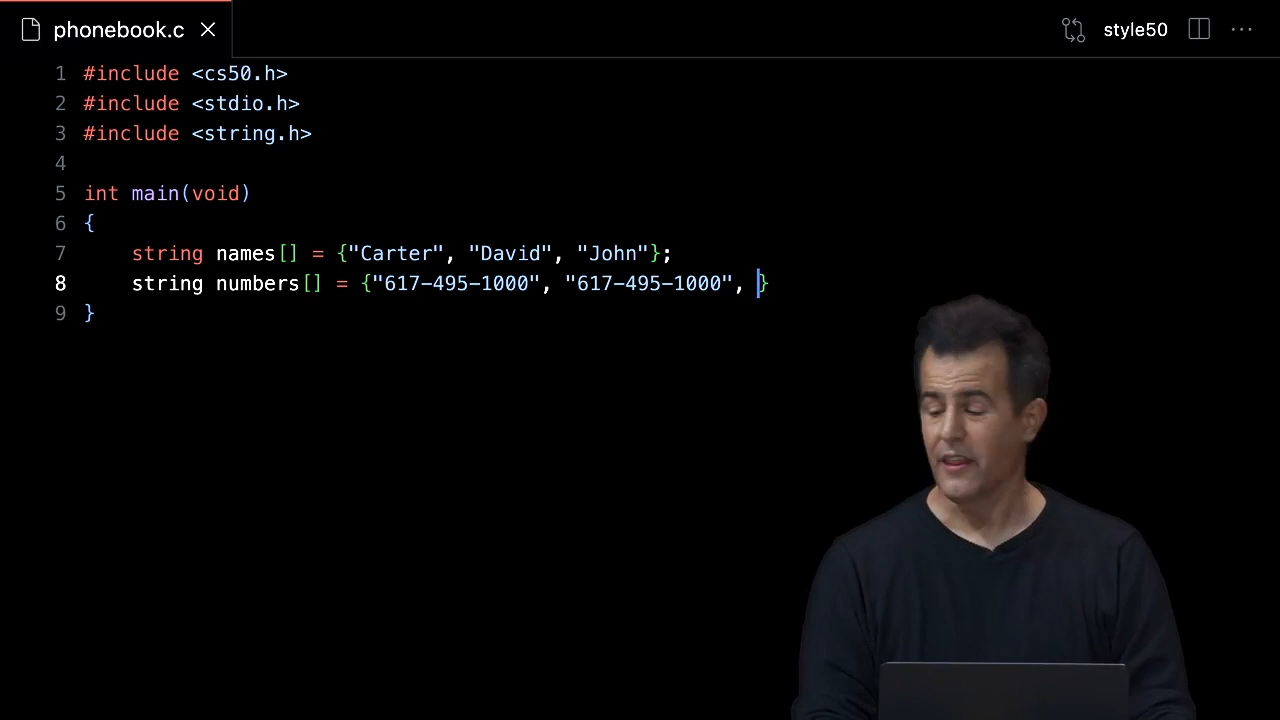 phonebook.c
style50
1 #include <cs50.h>
2 #include <stdio.h>
3 #include <string.h>
4
5 int main(void)
6 {
7     string names[] = {"Carter", "David", "John"};
8     string numbers[] = {"617-495-1000", "617-495-1000", }
9 }